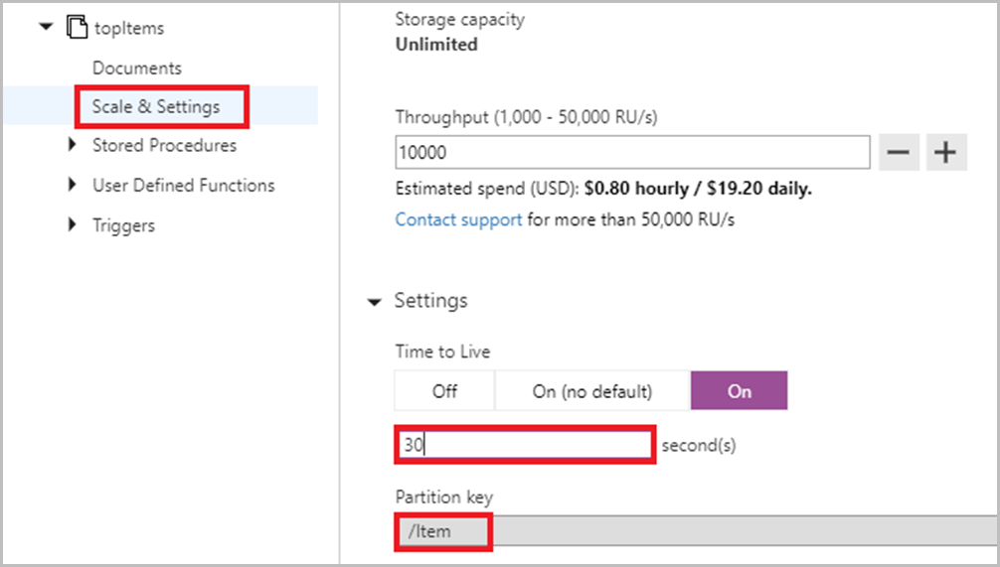 topItems
Documents
Scale & Settings
Stored Procedures
User Defined Functions
Triggers
Storage capacity
Unlimited
Throughput (1,000 - 50,000 RU/s)
10000
Estimated spend (USD): $0.80 hourly / $19.20 daily.
Contact support for more than 50,000 RU/s
Settings
Time to Live
Off On (no default) On
30 second(s)
Partition key
/Item